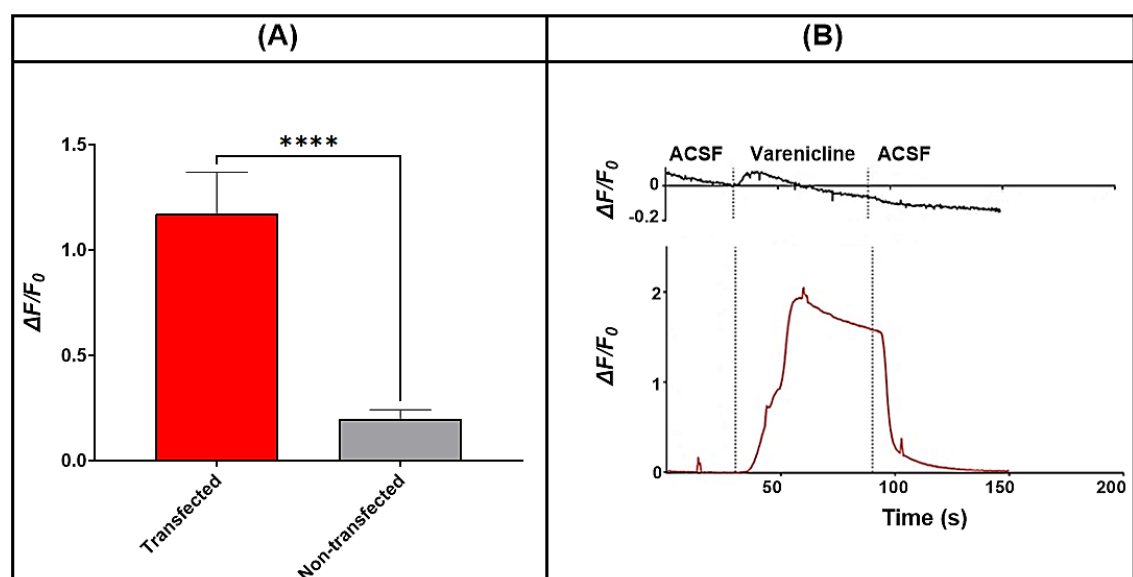 (A)
(B)
1.5
1.0
0.5
0.0
ΔF/F₀
****
Transfected
Non-transfected
ACSF Varenicline ACSF
0
-0.2
ΔF/F₀
2
1
0
ΔF/F₀
50 100 150 200
Time (s)